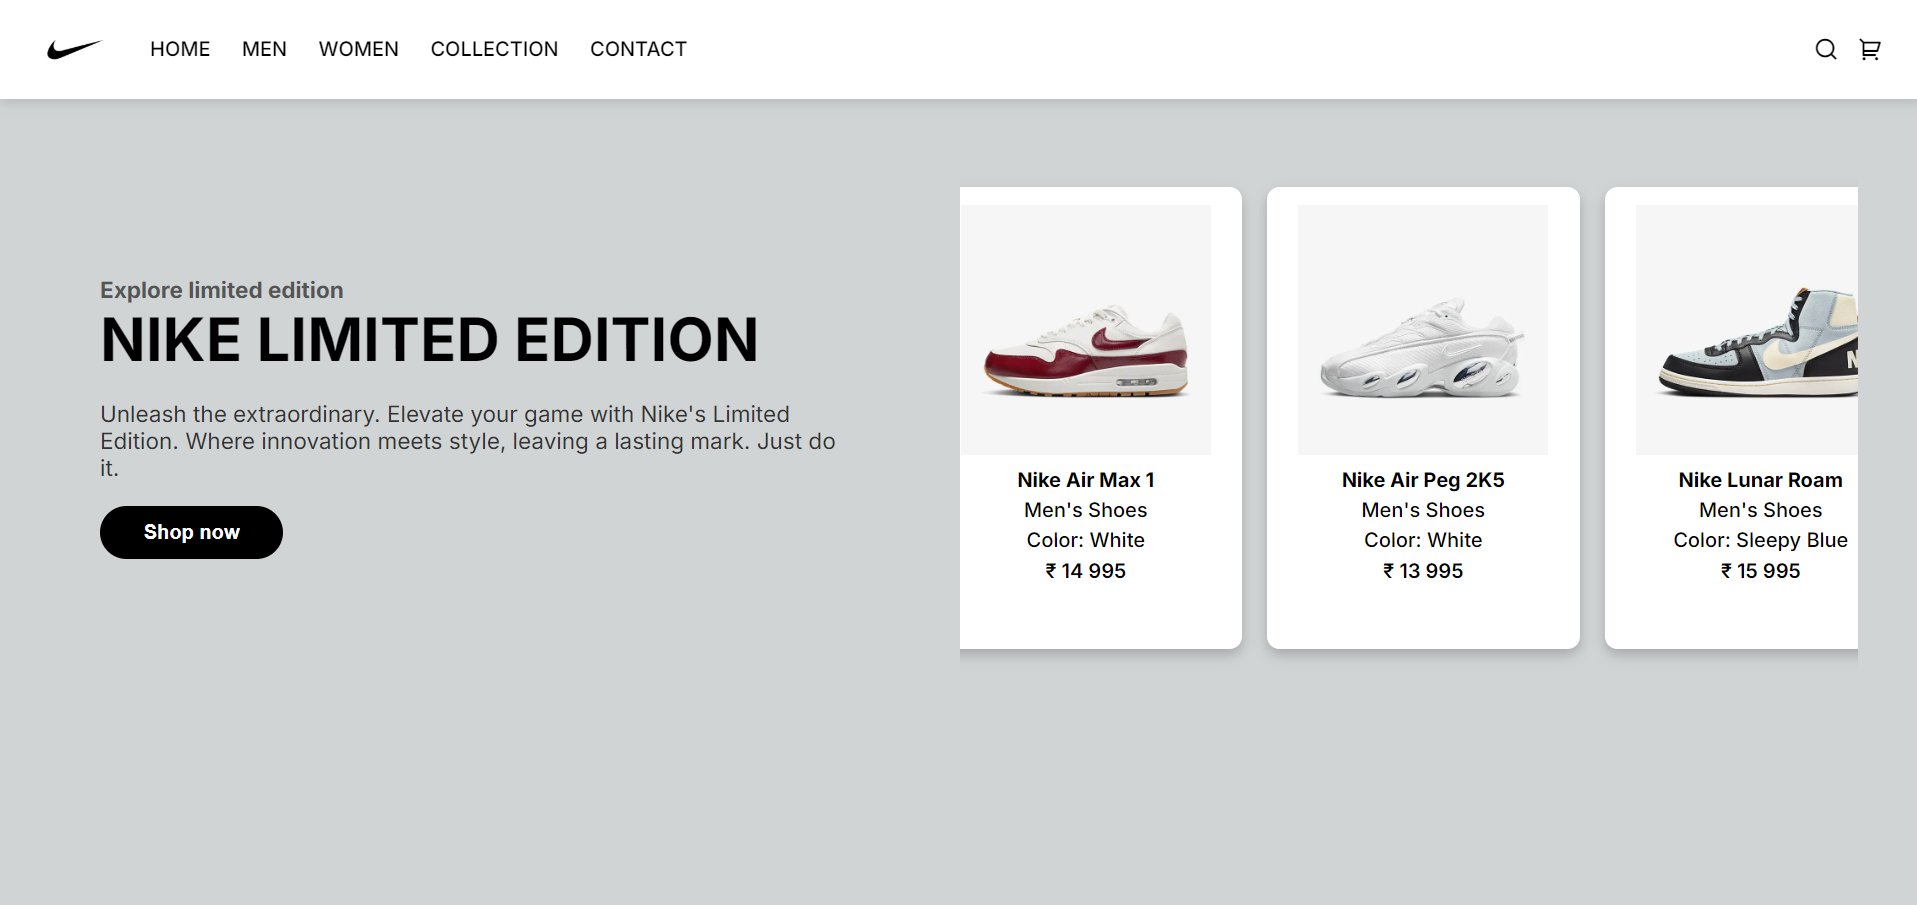 HOME MEN WOMEN COLLECTION CONTACT
Explore limited edition
NIKE LIMITED EDITION
Unleash the extraordinary. Elevate your game with Nike's Limited
Edition. Where innovation meets style, leaving a lasting mark. Just do
it.
Shop now
Nike Air Max 1
Men's Shoes
Color: White
₹ 14 995
Nike Air Peg 2K5
Men's Shoes
Color: White
₹ 13 995
N
Nike Lunar Roam
Men's Shoes
Color: Sleepy Blue
₹ 15 995